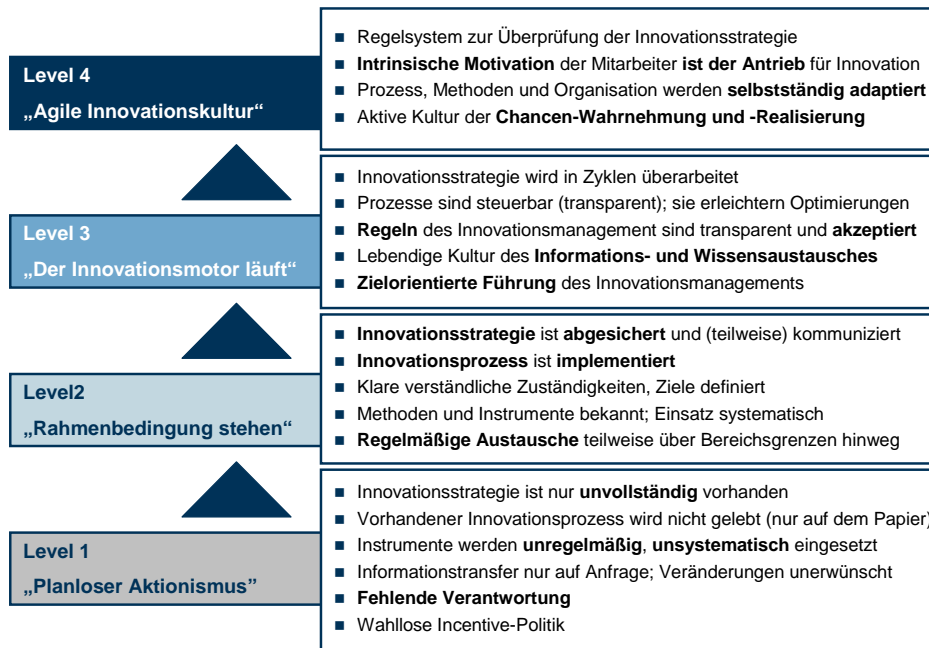 Level 4
„Agile Innovationskultur“
■ Regelsystem zur Überprüfung der Innovationsstrategie
■ Intrinsische Motivation der Mitarbeiter ist der Antrieb für Innovation
■ Prozess, Methoden und Organisation werden selbstständig adaptiert
■ Aktive Kultur der Chancen-Wahrnehmung und -Realisierung
Level 3
„Der Innovationsmotor läuft“
■ Innovationsstrategie wird in Zyklen überarbeitet
■ Prozesse sind steuerbar (transparent); sie erleichtern Optimierungen
■ Regeln des Innovationsmanagement sind transparent und akzeptiert
■ Lebendige Kultur des Informations- und Wissensaustausches
■ Zielorientierte Führung des Innovationsmanagements
Level2
„Rahmenbedingung stehen“
■ Innovationsstrategie ist abgesichert und (teilweise) kommuniziert
■ Innovationsprozess ist implementiert
■ Klare verständliche Zuständigkeiten, Ziele definiert
■ Methoden und Instrumente bekannt; Einsatz systematisch
■ Regelmäßige Austausche teilweise über Bereichsgrenzen hinweg
Level 1
„Planloser Aktionismus”
■ Innovationsstrategie ist nur unvollständig vorhanden
■ Vorhandener Innovationsprozess wird nicht gelebt (nur auf dem Papier)
■ Instrumente werden unregelmäßig, unsystematisch eingesetzt
■ Informationstransfer nur auf Anfrage; Veränderungen unerwünscht
■ Fehlende Verantwortung
■ Wahllose Incentive-Politik